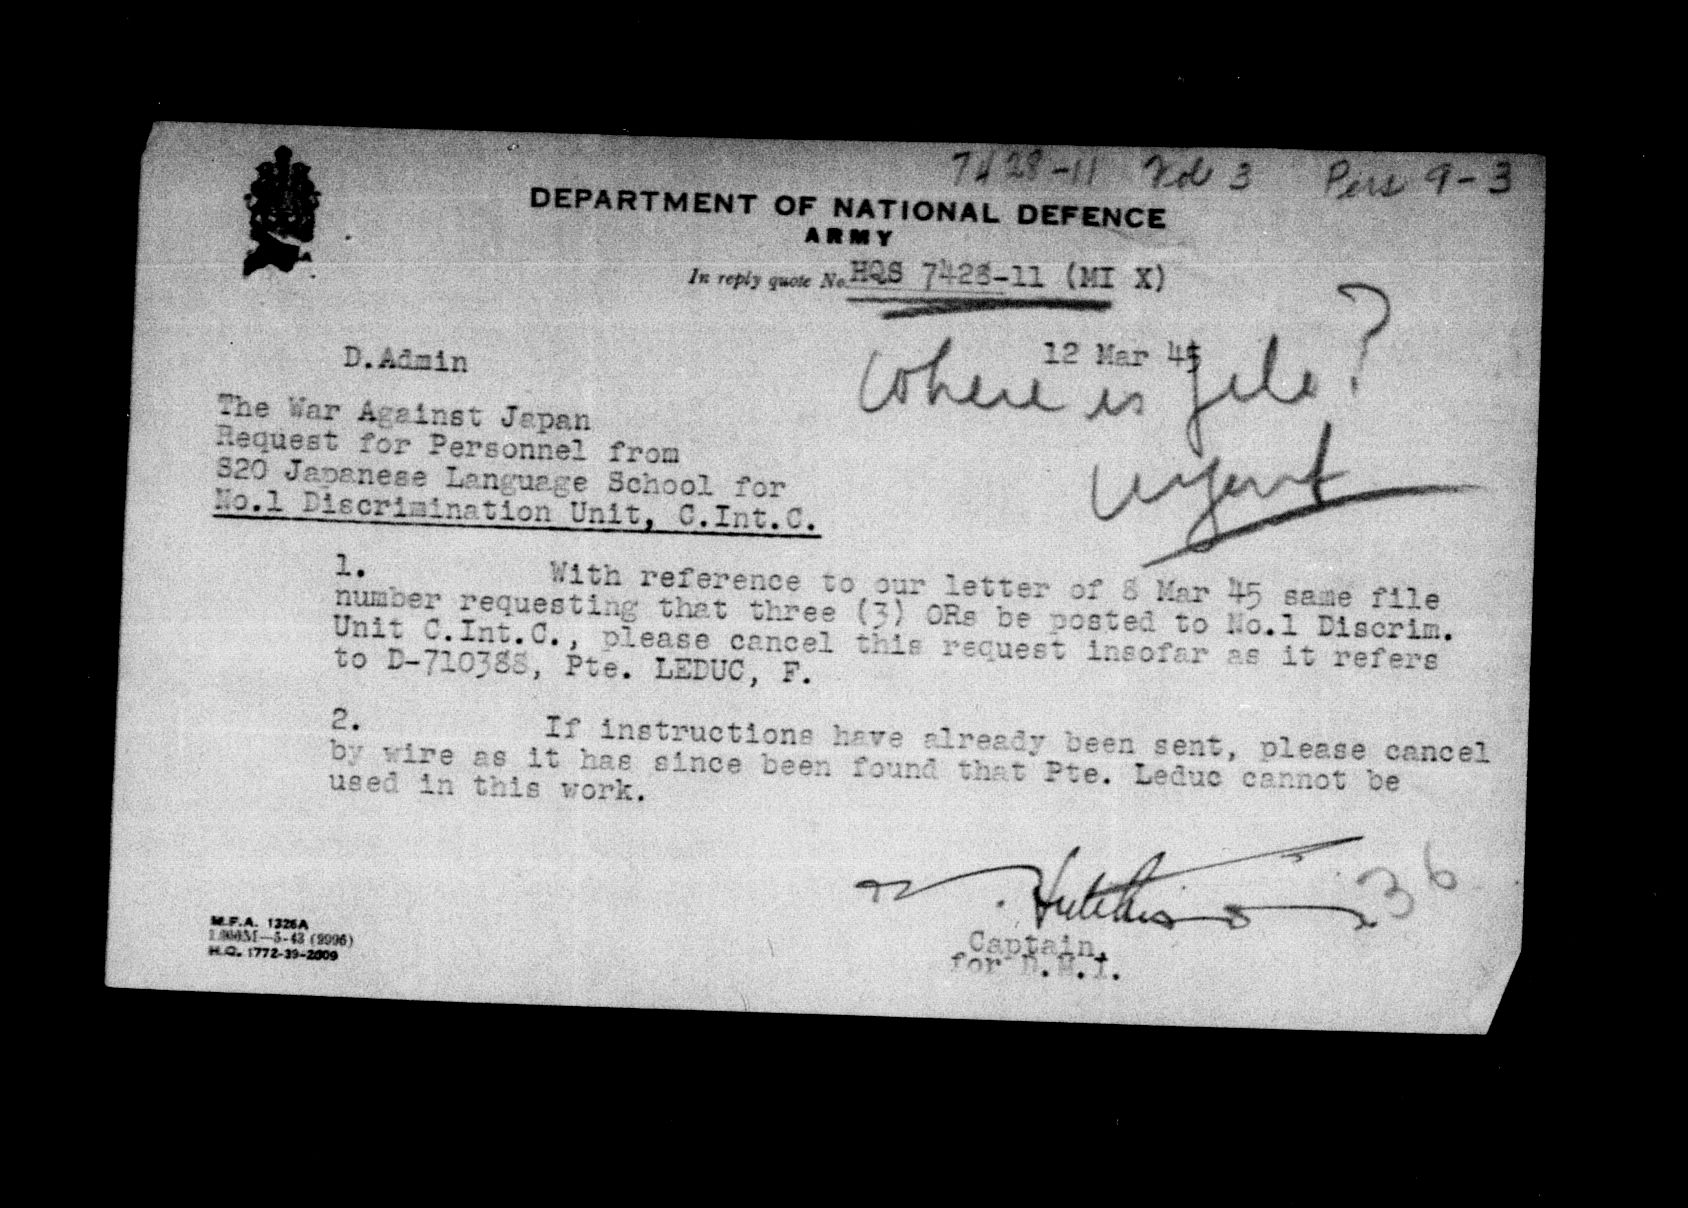 7428-11 Vol 3 Pers 9-3
DEPARTMENT OF NATIONAL DEFENCE
ARMY
In reply quote No. HQS 7428-11 (MI X)
12 Mar 45
Where is file?
Urgent
D.Admin
The War Against Japan
Request for Personnel from
S20 Japanese Language School for
No.1 Discrimination Unit, C.Int.C.
1. With reference to our letter of 8 Mar 45 same file
number requesting that three (3) ORs be posted to No.1 Discrim.
Unit C.Int.C., please cancel this request insofar as it refers
to D-710388, Pte. LEDUC, F.
2. If instructions have already been sent, please cancel
by wire as it has since been found that Pte. Leduc cannot be
used in this work.
36
Captain,
for D.M.I.
M.F.A. 1326A
5-43 (9996)
H.Q. 1772-39-2609